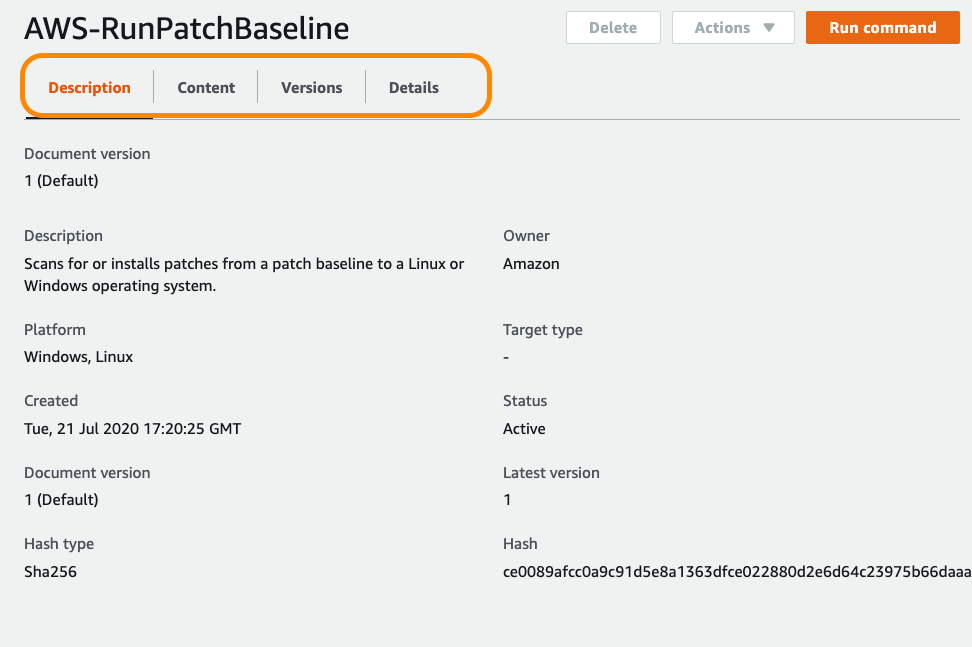 AWS-RunPatchBaseline
Delete
Actions
Run command
Description
Content
Versions
Details
Document version
1 (Default)
Description
Owner
Scans for or installs patches from a patch baseline to a Linux or
Windows operating system.
Amazon
Platform
Target type
Windows, Linux
-
Created
Status
Tue, 21 Jul 2020 17:20:25 GMT
Active
Document version
Latest version
1 (Default)
1
Hash type
Hash
Sha256
ce0089afcc0a9c91d5e8a1363dfce022880d2e6d64c23975b66daaa